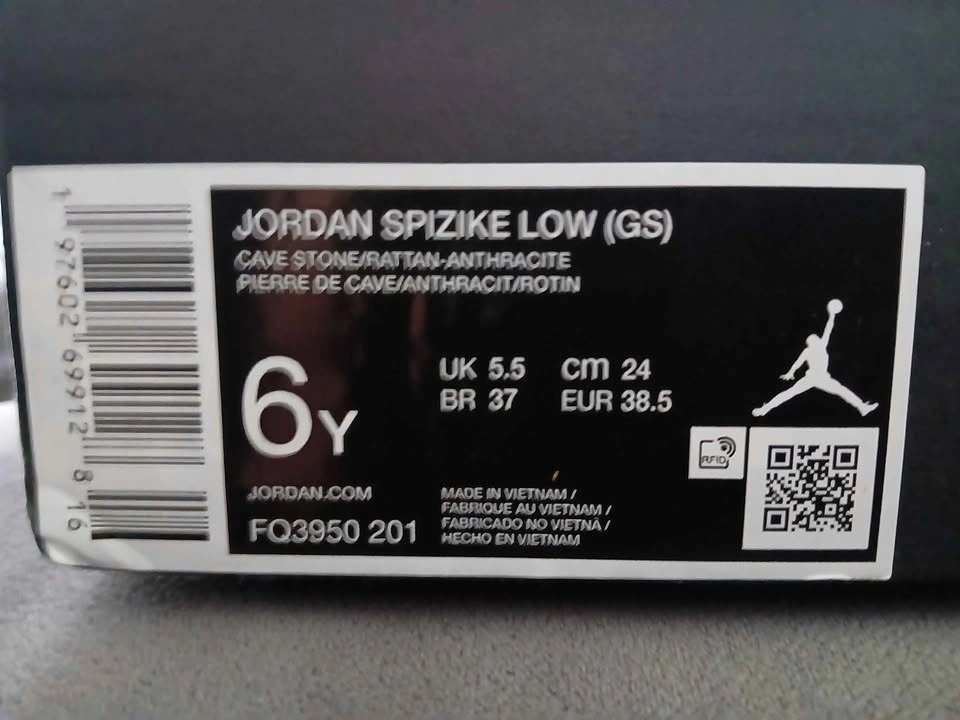 JORDAN SPIZIKE LOW (GS)
CAVE STONE/RATTAN-ANTHRACITE
PIERRE DE CAVE/ANTHRACIT/ROTIN
6Y
UK 5.5 cm 24
BR 37 EUR 38.5
RFID
JORDAN.COM
FQ3950 201
MADE IN VIETNAM /
FABRIQUE AU VIETNAM /
FABRICADO NO VIETNÃ /
HECHO EN VIETNAM
1 97602 69912 8 16